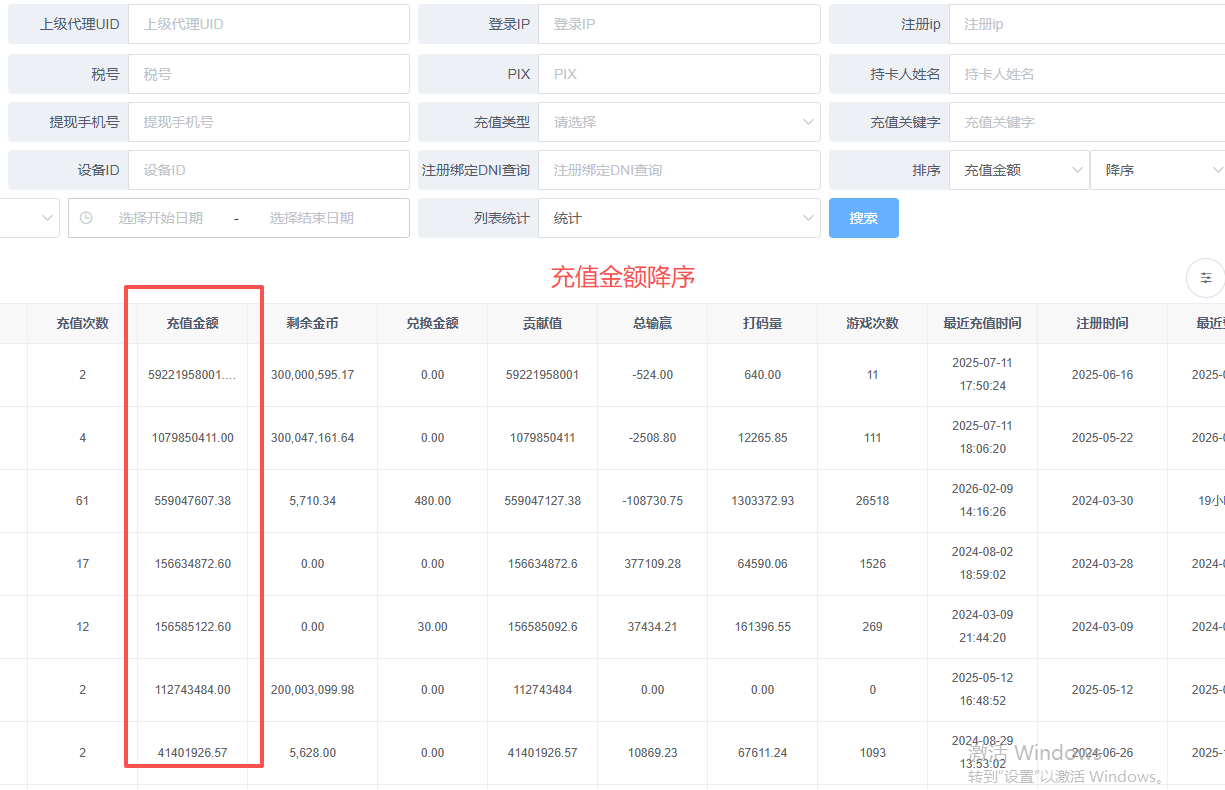 上级代理UID 上级代理UID 登录IP 登录IP 注册ip 注册ip
税号 税号 PIX PIX 持卡人姓名 持卡人姓名
提现手机号 提现手机号 充值类型 请选择 充值关键字 充值关键字
设备ID 设备ID 注册绑定DNI查询 注册绑定DNI查询 排序 充值金额 降序
选择开始日期 - 选择结束日期 列表统计 统计 搜索
充值金额降序
充值次数 充值金额 剩余金币 兑换金额 贡献值 总输赢 打码量 游戏次数 最近充值时间 注册时间 最近
2 59221958001.... 300,000,595.17 0.00 59221958001 -524.00 640.00 11 2025-07-11 17:50:24 2025-06-16 2025-
4 1079850411.00 300,047,161.64 0.00 1079850411 -2508.80 12265.85 111 2025-07-11 18:06:20 2025-05-22 2026-
61 559047607.38 5,710.34 480.00 559047127.38 -108730.75 1303372.93 26518 2026-02-09 14:16:26 2024-03-30 19小
17 156634872.60 0.00 0.00 156634872.6 377109.28 64590.06 1526 2024-08-02 18:59:02 2024-03-28 2024-
12 156585122.60 0.00 30.00 156585092.6 37434.21 161396.55 269 2024-03-09 21:44:20 2024-03-09 2024-
2 112743484.00 200,003,099.98 0.00 112743484 0.00 0.00 0 2025-05-12 16:48:52 2025-05-12 2025-
2 41401926.57 5,628.00 0.00 41401926.57 10869.23 67611.24 1093 2024-08-29 13:53:02 2024-06-26 2025-
激活 Windows
转到"设置"以激活 Windows。